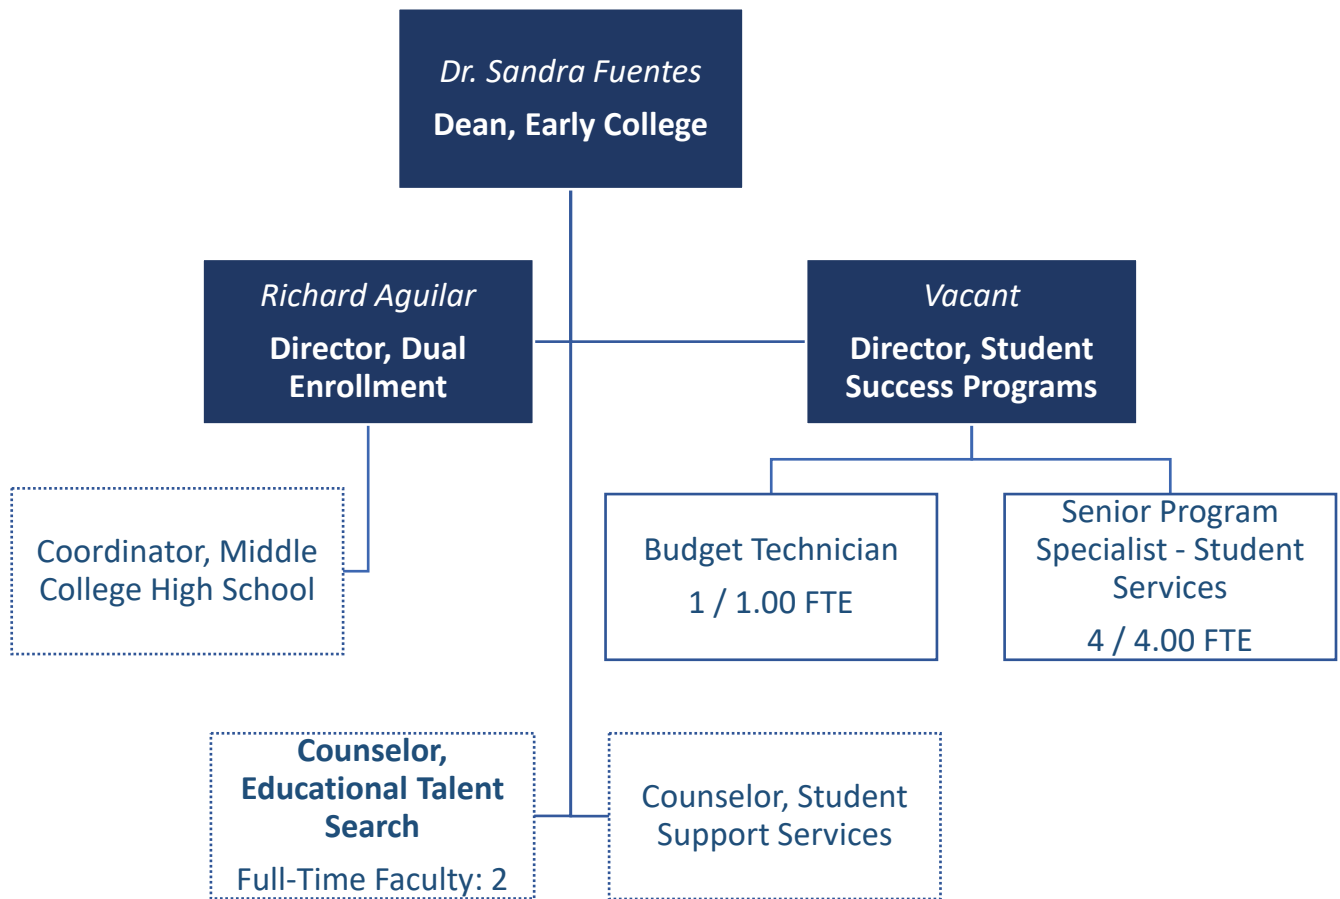 Dr. Sandra Fuentes
Dean, Early College
Richard Aguilar
Director, Dual
Enrollment
Vacant
Director, Student
Success Programs
Coordinator, Middle
College High School
Budget Technician
1 / 1.00 FTE
Senior Program
Specialist - Student
Services
4 / 4.00 FTE
Counselor,
Educational Talent
Search
Full-Time Faculty: 2
Counselor, Student
Support Services